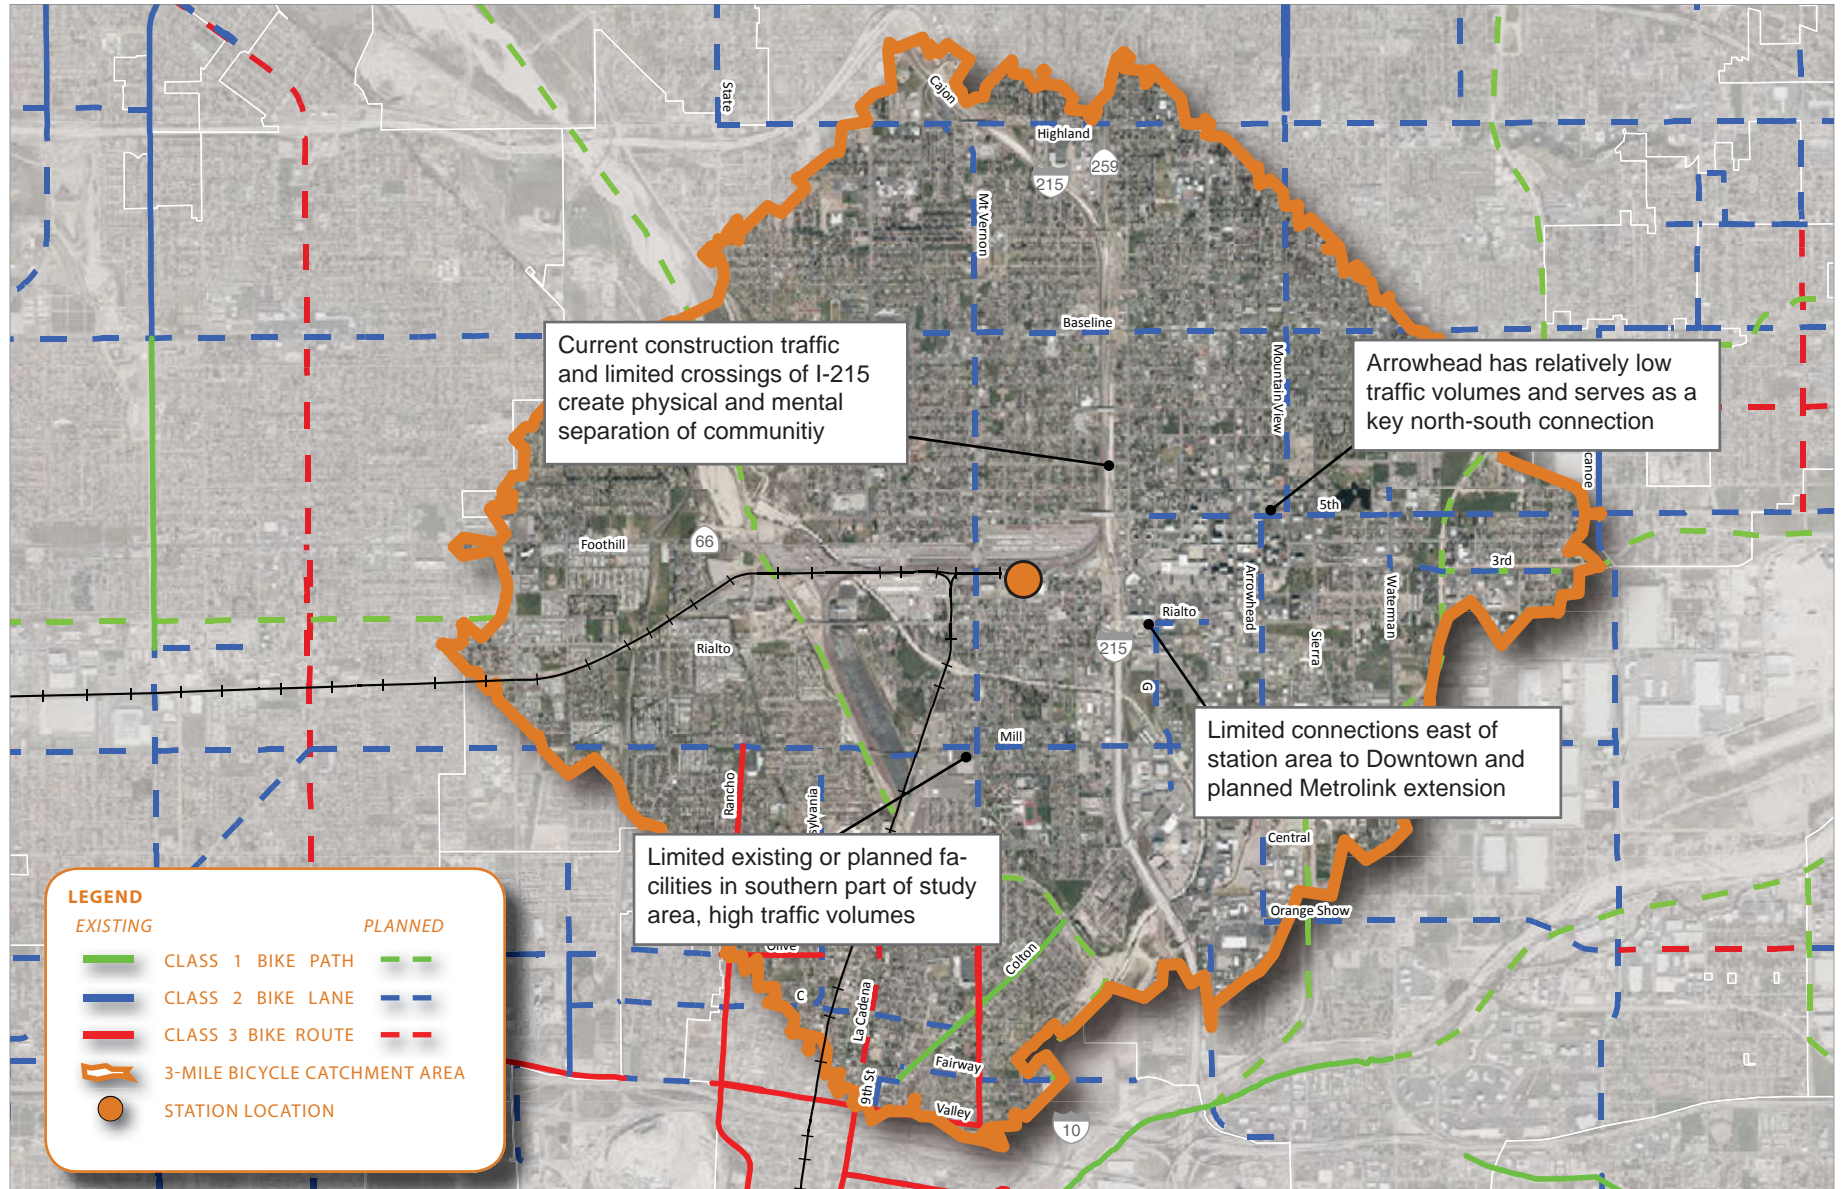 State
Cajon
Highland
259
215
Mt Vernon
Baseline
Current construction traffic
and limited crossings of I-215
create physical and mental
separation of communitiy
Mountain View
Arrowhead has relatively low
traffic volumes and serves as a
key north-south connection
canoe
5th
Foothill
66
3rd
Arrowhead
Waterman
Rialto
Sierra
Rialto
215
G
Limited connections east of
station area to Downtown and
planned Metrolink extension
Mill
Rancho
sylvania
Central
Limited existing or planned fa-
cilities in southern part of study
area, high traffic volumes
Orange Show
Olive
Colton
C
La Cadena
Fairway
9th St
Valley
10
LEGEND
EXISTING PLANNED
CLASS 1 BIKE PATH
CLASS 2 BIKE LANE
CLASS 3 BIKE ROUTE
3-MILE BICYCLE CATCHMENT AREA
STATION LOCATION